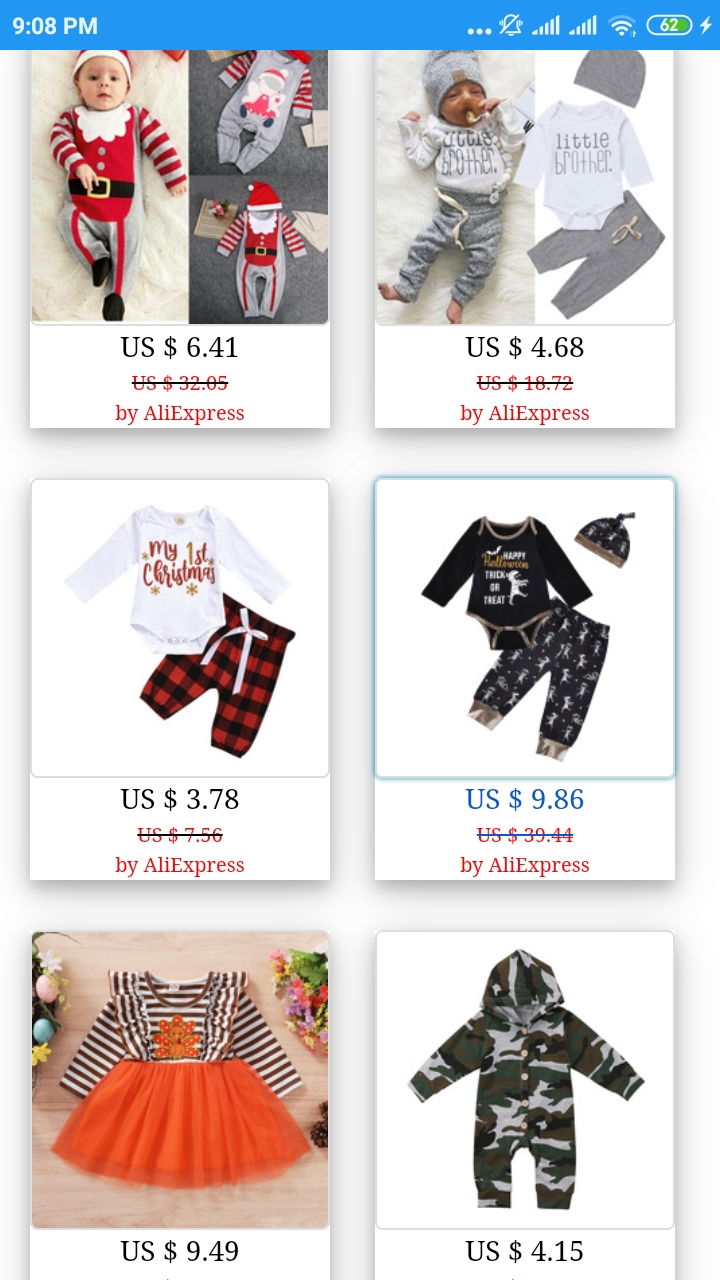 9:08 PM
62
little
brother.
little
brother.
US $ 6.41
US $ 32.05
by AliExpress
US $ 4.68
US $ 18.72
by AliExpress
My 1st
Christmas
HAPPY
Halloween
TRICK
OR
TREAT
US $ 3.78
US $ 7.56
by AliExpress
US $ 9.86
US $ 39.44
by AliExpress
US $ 9.49
US $ 4.15